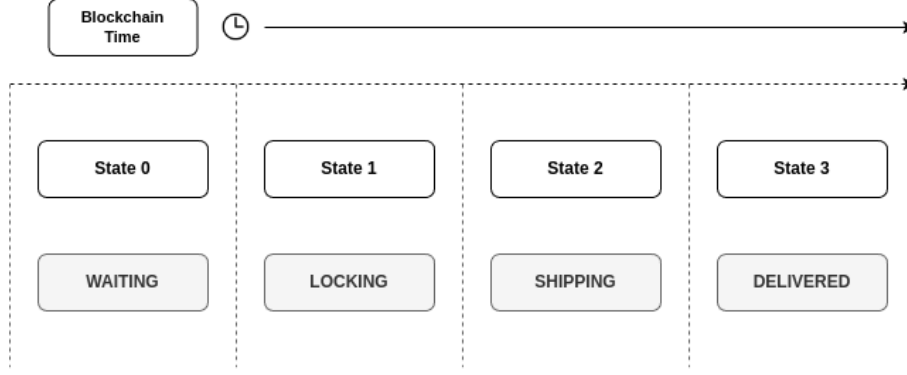 Blockchain
Time
State 0
State 1
State 2
State 3
WAITING
LOCKING
SHIPPING
DELIVERED